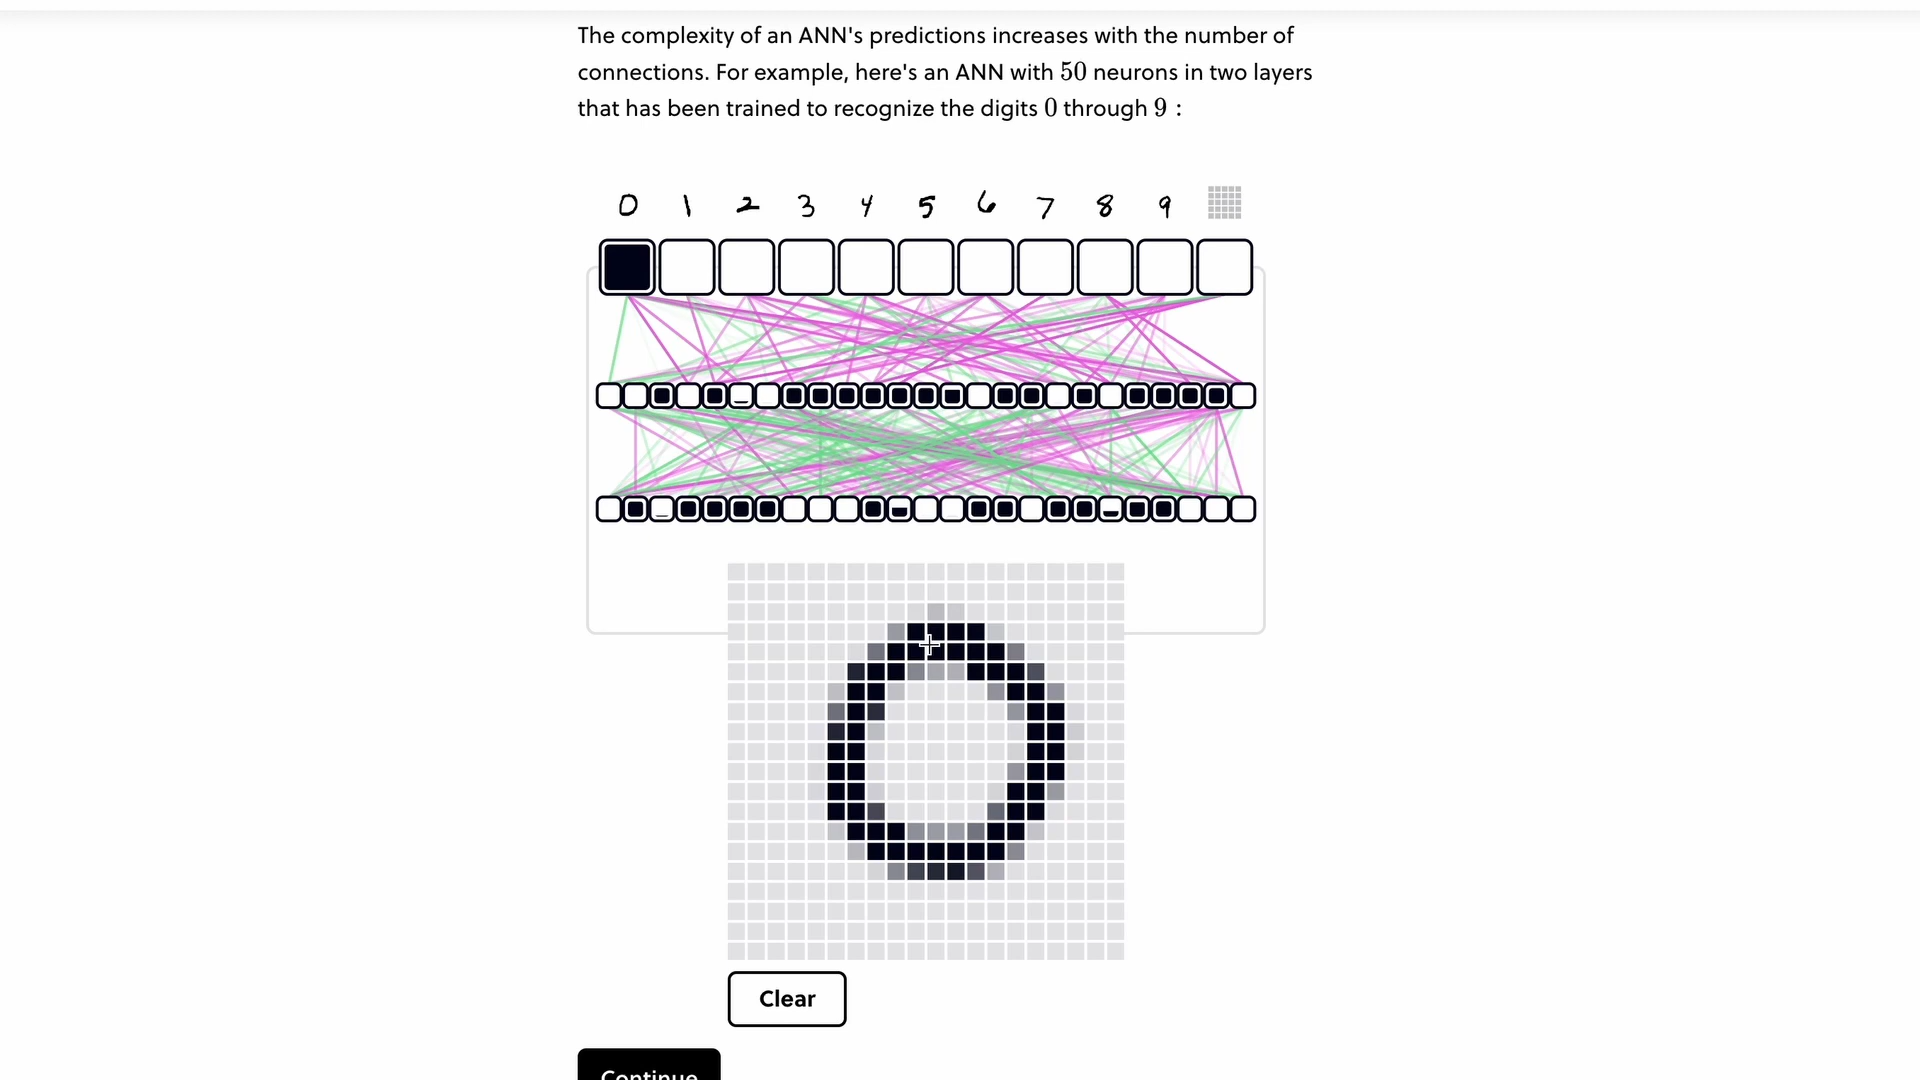 The complexity of an ANN's predictions increases with the number of
connections. For example, here's an ANN with 50 neurons in two layers
that has been trained to recognize the digits 0 through 9 :
0 1 2 3 4 5 6 7 8 9
Clear
Continue